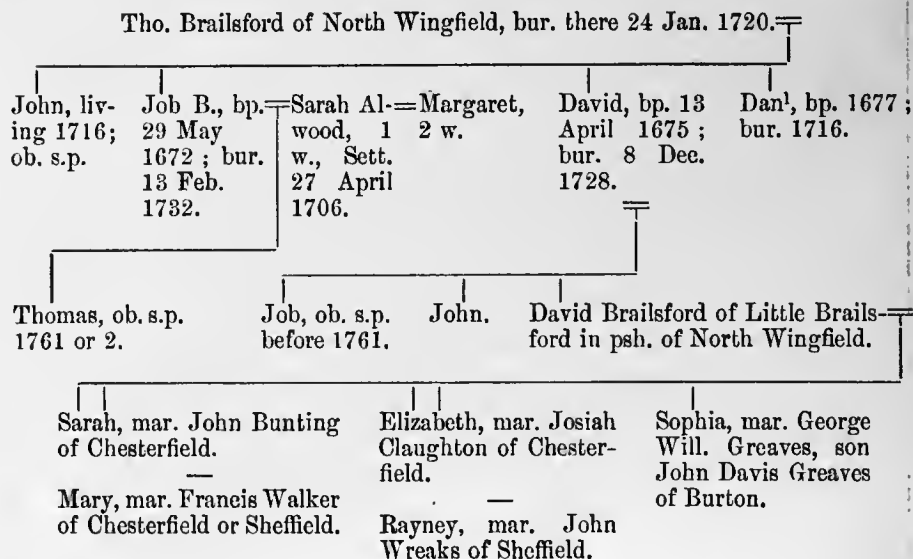 Tho. Brailsford of North Wingfield, bur. there 24 Jan. 1720.
John, liv-
ing 1716;
ob. s.p.
Job B., bp.
29 May
1672; bur.
13 Feb.
1732.
Sarah Al-
wood, 1
w., Sett.
27 April
1706.
Margaret,
2 w.
David, bp. 13
April 1675;
bur. 8 Dec.
1728.
Danˡ, bp. 1677;
bur. 1716.
Thomas, ob. s.p.
1761 or 2.
Job, ob. s.p.
before 1761.
John.
David Brailsford of Little Brails-
ford in psh. of North Wingfield.
Sarah, mar. John Bunting
of Chesterfield.
Mary, mar. Francis Walker
of Chesterfield or Sheffield.
Elizabeth, mar. Josiah
Claughton of Chester-
field.
Rayney, mar. John
Wreaks of Sheffield.
Sophia, mar. George
Will. Greaves, son
John Davis Greaves
of Burton.